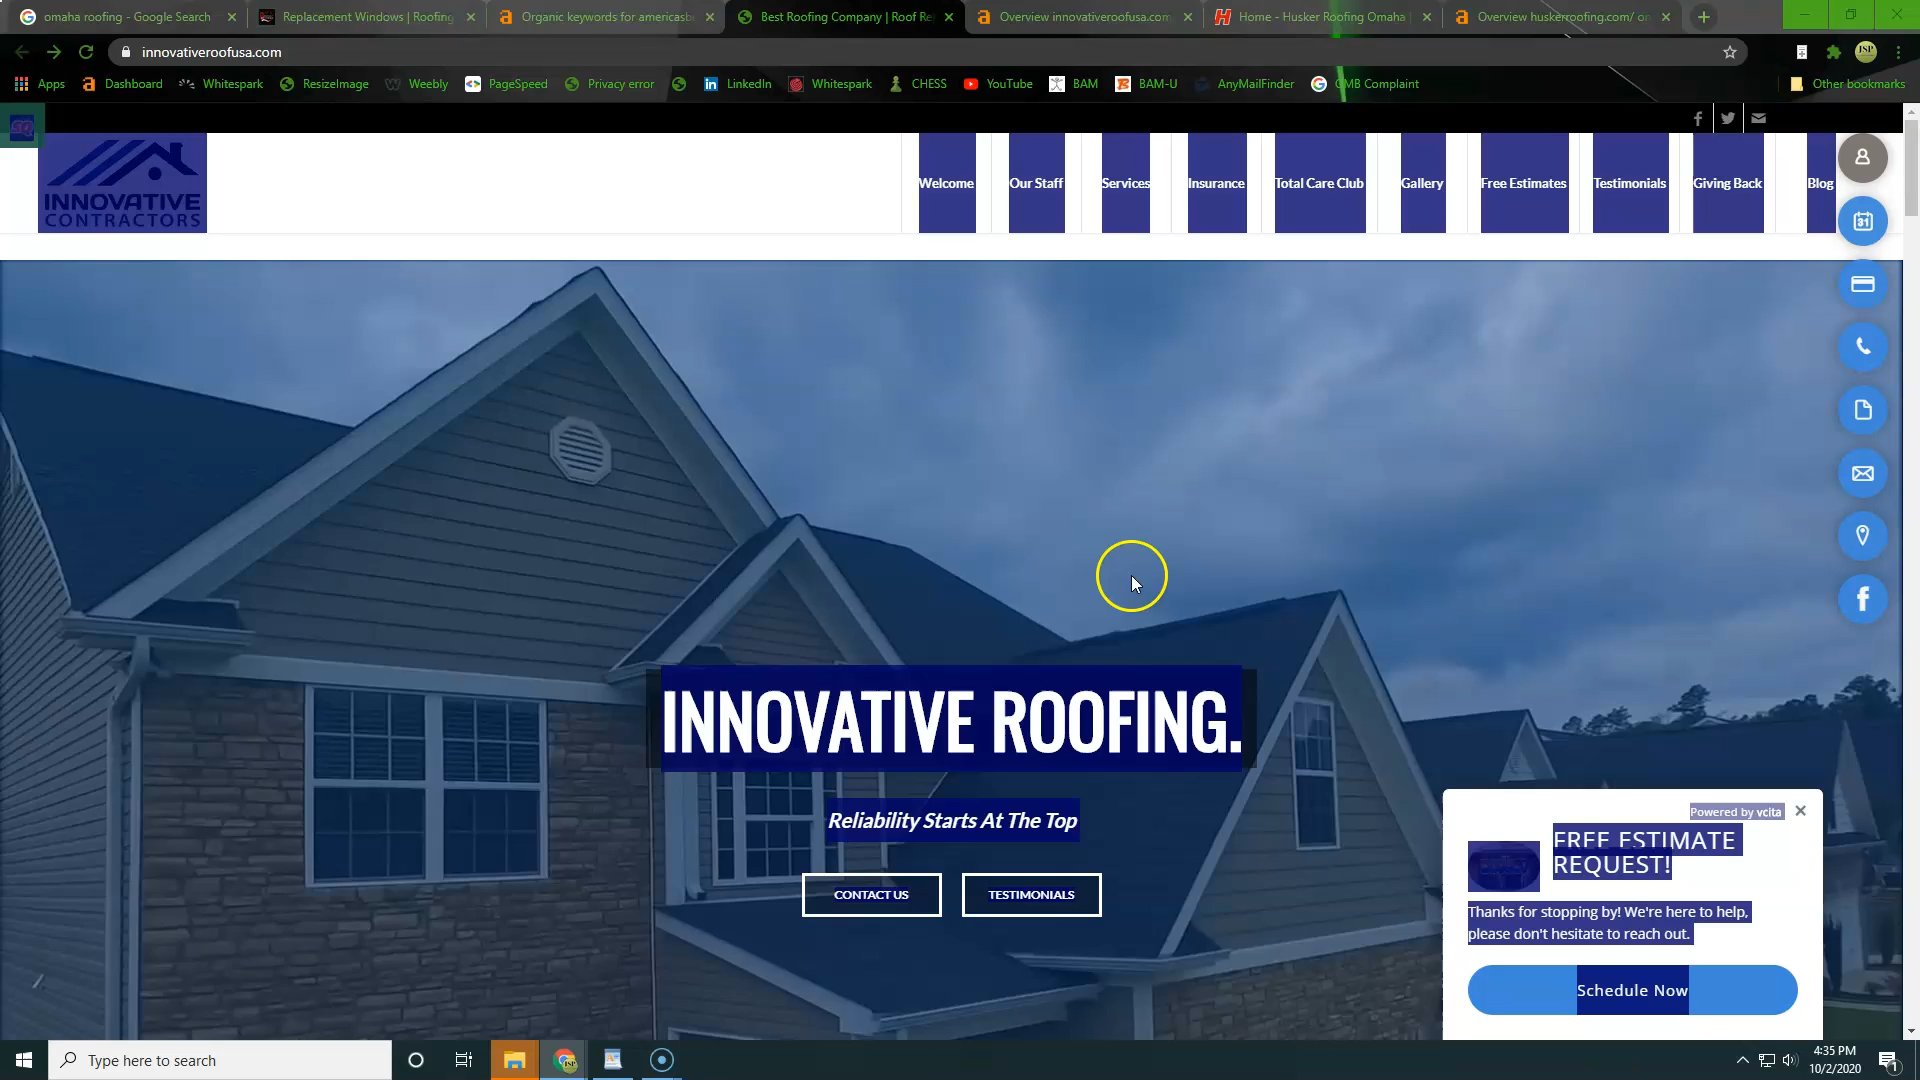 omaha roofing - Google Search
Replacement Windows | Roofing
Organic keywords for americasb
Best Roofing Company | Roof Re
Overview innovativeroofusa.com
Home - Husker Roofing Omaha |
Overview huskerroofing.com/ on
innovativeroofusa.com
JSP
Apps
Dashboard
Whitespark
ResizeImage
Weebly
PageSpeed
Privacy error
LinkedIn
Whitespark
CHESS
YouTube
BAM
BAM-U
AnyMailFinder
GMB Complaint
Other bookmarks
SQ
INNOVATIVE
CONTRACTORS
Welcome
Our Staff
Services
Insurance
Total Care Club
Gallery
Free Estimates
Testimonials
Giving Back
Blog
31
INNOVATIVE ROOFING.
Reliability Starts At The Top
CONTACT US
TESTIMONIALS
Powered by vcita
FREE ESTIMATE
REQUEST!
Thanks for stopping by! We're here to help,
please don't hesitate to reach out.
Schedule Now
Type here to search
4:35 PM
10/2/2020
1